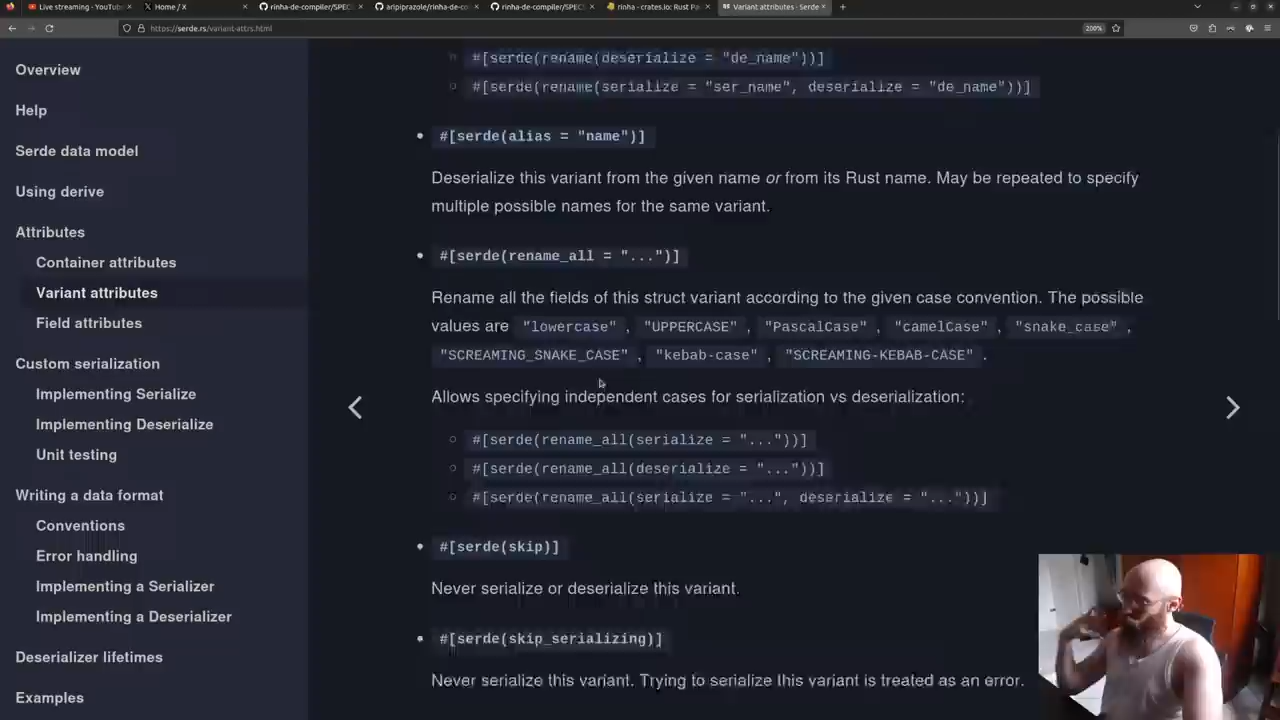 Live streaming - YouTub
Home / X
rinha-de-compiler/SPEC
aripiprazole/rinha-de-co
rinha-de-compiler/SPEC
rinha - crates.io: Rust Pa
Variant attributes · Serde
https://serde.rs/variant-attrs.html
200%
Overview
Help
Serde data model
Using derive
Attributes
Container attributes
Variant attributes
Field attributes
Custom serialization
Implementing Serialize
Implementing Deserialize
Unit testing
Writing a data format
Conventions
Error handling
Implementing a Serializer
Implementing a Deserializer
Deserializer lifetimes
Examples
#[serde(rename(deserialize = "de_name"))]
#[serde(rename(serialize = "ser_name", deserialize = "de_name"))]
#[serde(alias = "name")]
Deserialize this variant from the given name or from its Rust name. May be repeated to specify
multiple possible names for the same variant.
#[serde(rename_all = "...")]
Rename all the fields of this struct variant according to the given case convention. The possible
values are "lowercase" , "UPPERCASE" , "PascalCase" , "camelCase" , "snake_case" ,
"SCREAMING_SNAKE_CASE" , "kebab-case" , "SCREAMING-KEBAB-CASE" .
Allows specifying independent cases for serialization vs deserialization:
#[serde(rename_all(serialize = "..."))]
#[serde(rename_all(deserialize = "..."))]
#[serde(rename_all(serialize = "...", deserialize = "..."))]
#[serde(skip)]
Never serialize or deserialize this variant.
#[serde(skip_serializing)]
Never serialize this variant. Trying to serialize this variant is treated as an error.